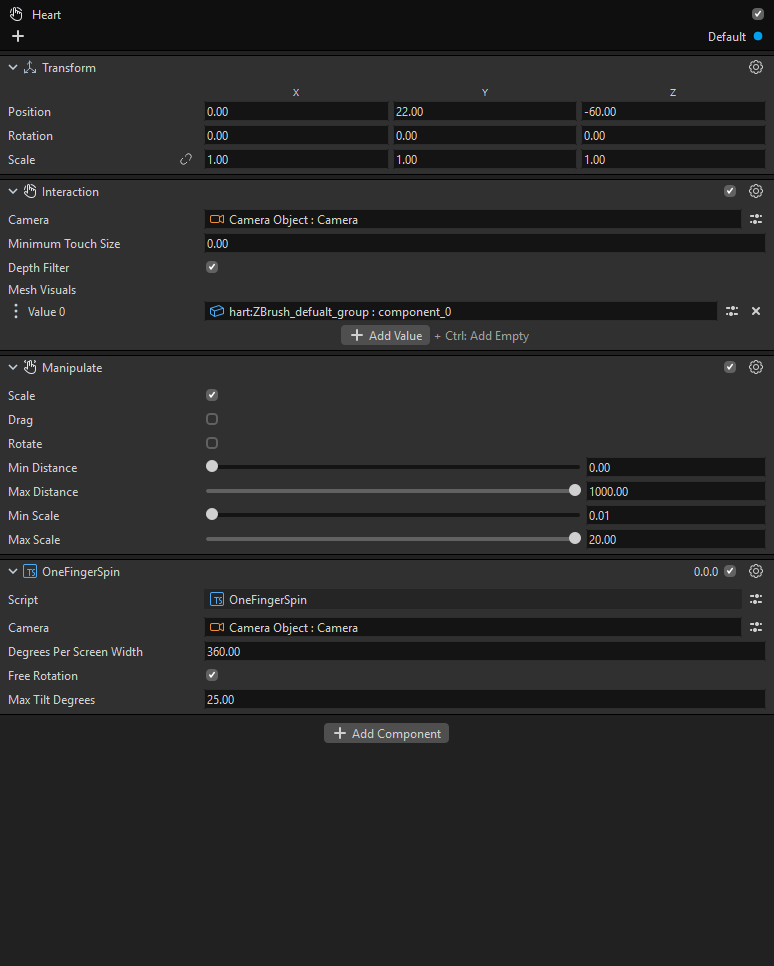 Heart
Default
Transform
X Y Z
Position 0.00 22.00 -60.00
Rotation 0.00 0.00 0.00
Scale 1.00 1.00 1.00
Interaction
Camera Camera Object : Camera
Minimum Touch Size 0.00
Depth Filter
Mesh Visuals
Value 0 hart:ZBrush_defualt_group : component_0
+ Add Value + Ctrl: Add Empty
Manipulate
Scale
Drag
Rotate
Min Distance 0.00
Max Distance 1000.00
Min Scale 0.01
Max Scale 20.00
TS OneFingerSpin 0.0.0
Script TS OneFingerSpin
Camera Camera Object : Camera
Degrees Per Screen Width 360.00
Free Rotation
Max Tilt Degrees 25.00
+ Add Component